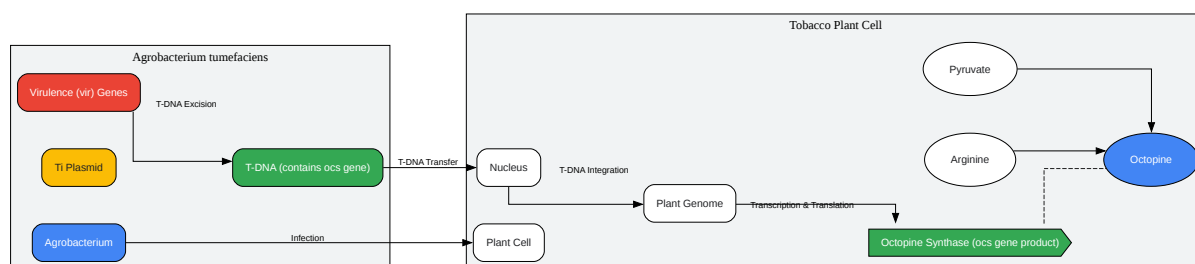 Tobacco Plant Cell
Agrobacterium tumefaciens
Pyruvate
Virulence (vir) Genes
T-DNA Excision
Ti Plasmid
T-DNA (contains ocs gene)
T-DNA Transfer
Nucleus
T-DNA Integration
Arginine
Octopine
Plant Genome
Transcription & Translation
Agrobacterium
Infection
Plant Cell
Octopine Synthase (ocs gene product)